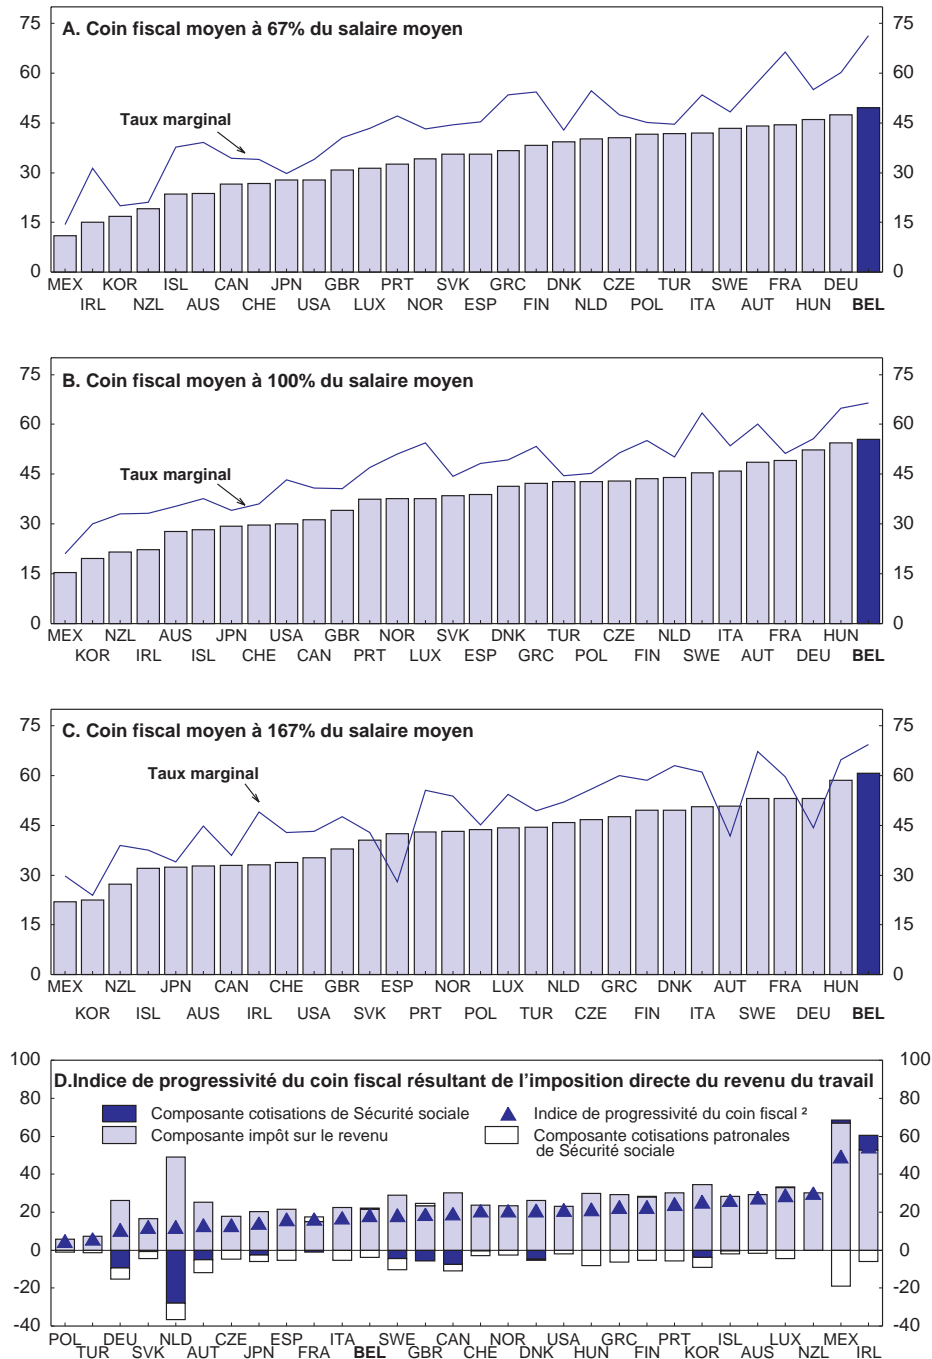 A. Coin fiscal moyen à 67% du salaire moyen
75 75
60 60
Taux marginal
45 45
30 30
15 15
0 0
MEX KOR ISL CAN JPN GBR PRT SVK GRC DNK CZE TUR SWE FRA DEU
IRL NZL AUS CHE USA LUX NOR ESP FIN NLD POL ITA AUT HUN BEL
B. Coin fiscal moyen à 100% du salaire moyen
75 75
60 60
Taux marginal
45 45
30 30
15 15
0 0
MEX NZL AUS JPN USA GBR NOR SVK DNK TUR CZE NLD ITA FRA HUN
KOR IRL ISL CHE CAN PRT LUX ESP GRC POL FIN SWE AUT DEU BEL
C. Coin fiscal moyen à 167% du salaire moyen
75 75
Taux marginal
60 60
45 45
30 30
15 15
0 0
MEX NZL JPN CAN CHE GBR ESP NOR LUX NLD GRC DNK AUT FRA HUN
KOR ISL AUS IRL USA SVK PRT POL TUR CZE FIN ITA SWE DEU BEL
100 100
D.Indice de progressivité du coin fiscal résultant de l'imposition directe du revenu du travail
80 80
Composante cotisations de Sécurité sociale Indice de progressivité du coin fiscal ²
Composante impôt sur le revenu Composante cotisations patronales
de Sécurité sociale
60 60
40 40
20 20
0 0
-20 -20
-40 -40
POL DEU NLD CZE ESP ITA SWE CAN NOR USA GRC PRT ISL LUX MEX
TUR SVK AUT JPN FRA BEL GBR CHE DNK HUN FIN KOR AUS NZL IRL